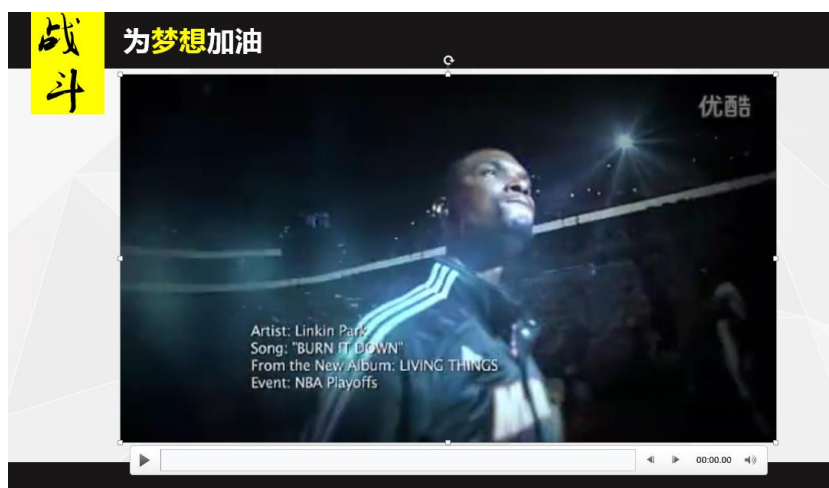 战
斗
为梦想加油
优酷
Artist: Linkin Park
Song: "BURN IT DOWN"
From the New Album: LIVING THINGS
Event: NBA Playoffs
00:00.00